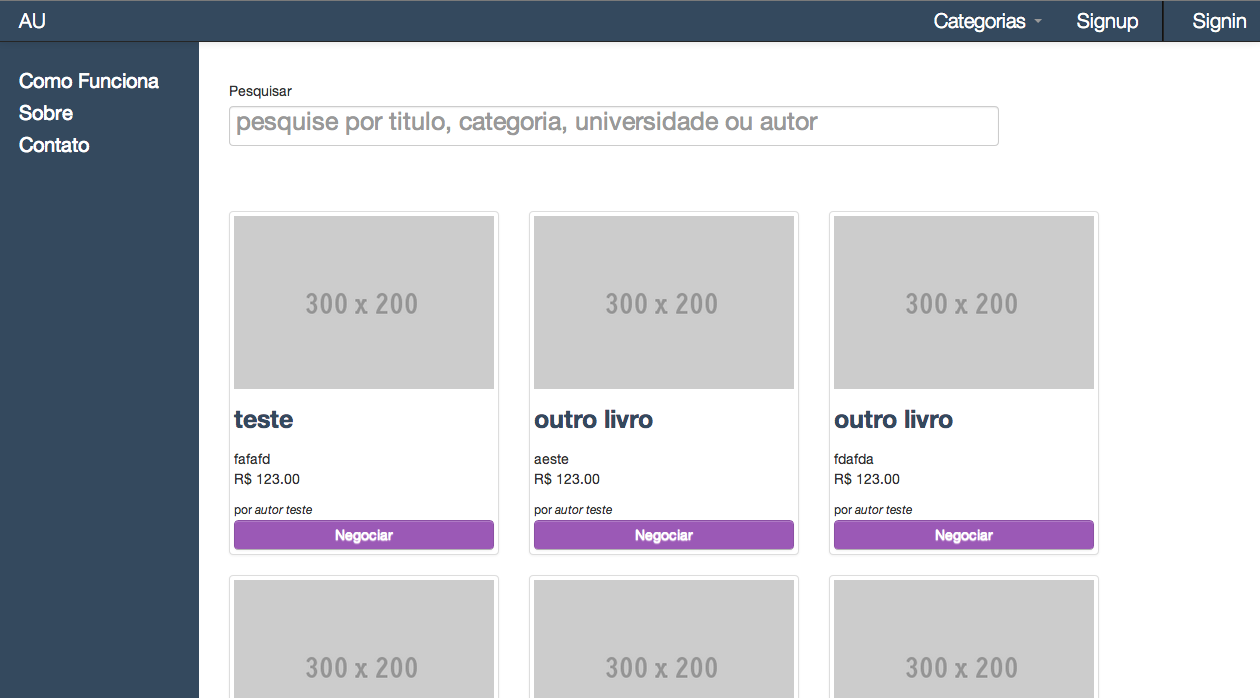 AU Categorias Signup Signin
Como Funciona
Sobre
Contato
Pesquisar
pesquise por titulo, categoria, universidade ou autor
300 x 200
teste
fafafd
R$ 123.00
por autor teste
Negociar
300 x 200
outro livro
aeste
R$ 123.00
por autor teste
Negociar
300 x 200
outro livro
fdafda
R$ 123.00
por autor teste
Negociar
300 x 200
300 x 200
300 x 200